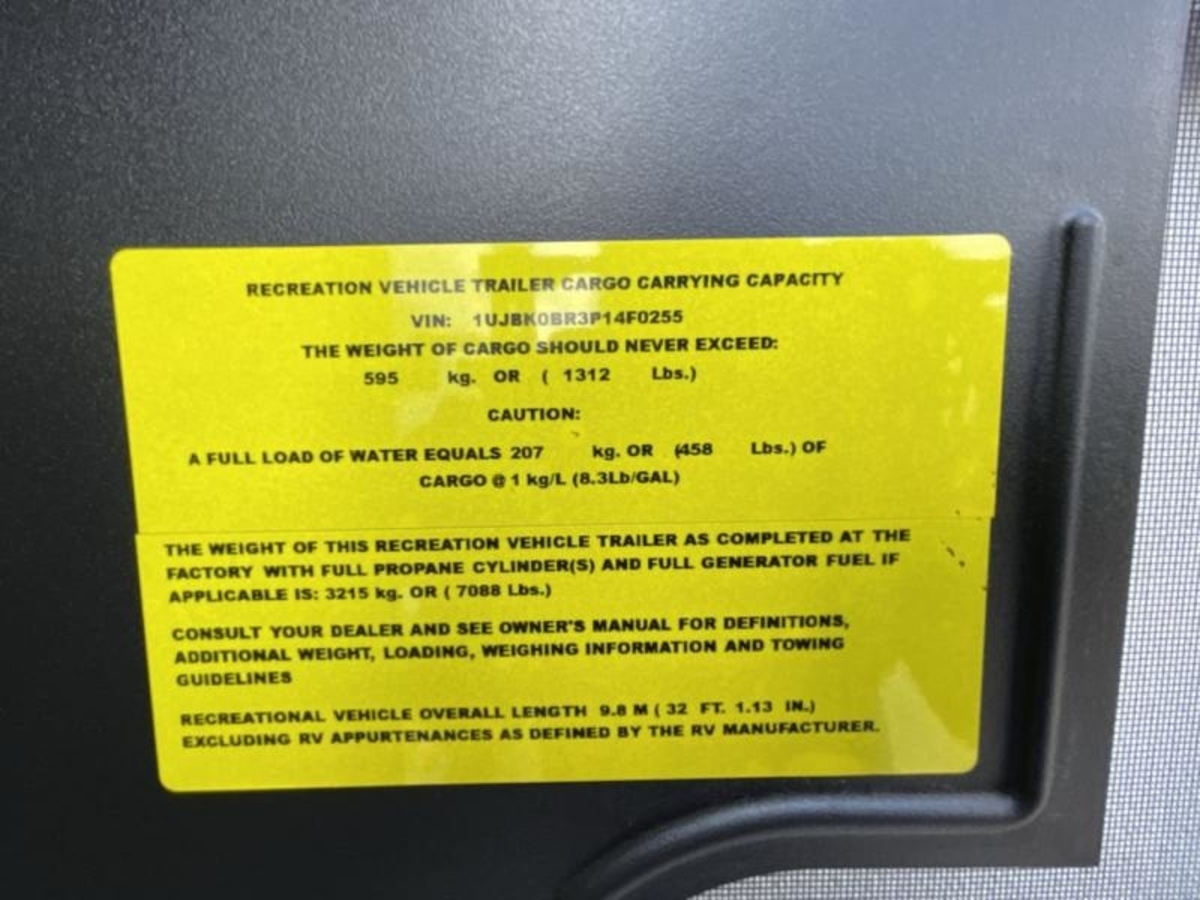 RECREATION VEHICLE TRAILER CARGO CARRYING CAPACITY
VIN: 1UJBK0BR3P14F0255
THE WEIGHT OF CARGO SHOULD NEVER EXCEED:
595 kg. OR ( 1312 Lbs.)
CAUTION:
A FULL LOAD OF WATER EQUALS 207 kg. OR (458 Lbs.) OF
CARGO @ 1 kg/L (8.3Lb/GAL)
THE WEIGHT OF THIS RECREATION VEHICLE TRAILER AS COMPLETED AT THE
FACTORY WITH FULL PROPANE CYLINDER(S) AND FULL GENERATOR FUEL IF
APPLICABLE IS: 3215 kg. OR ( 7088 Lbs.)
CONSULT YOUR DEALER AND SEE OWNER'S MANUAL FOR DEFINITIONS,
ADDITIONAL WEIGHT, LOADING, WEIGHING INFORMATION AND TOWING
GUIDELINES
RECREATIONAL VEHICLE OVERALL LENGTH 9.8 M ( 32 FT. 1.13 IN.)
EXCLUDING RV APPURTENANCES AS DEFINED BY THE RV MANUFACTURER.